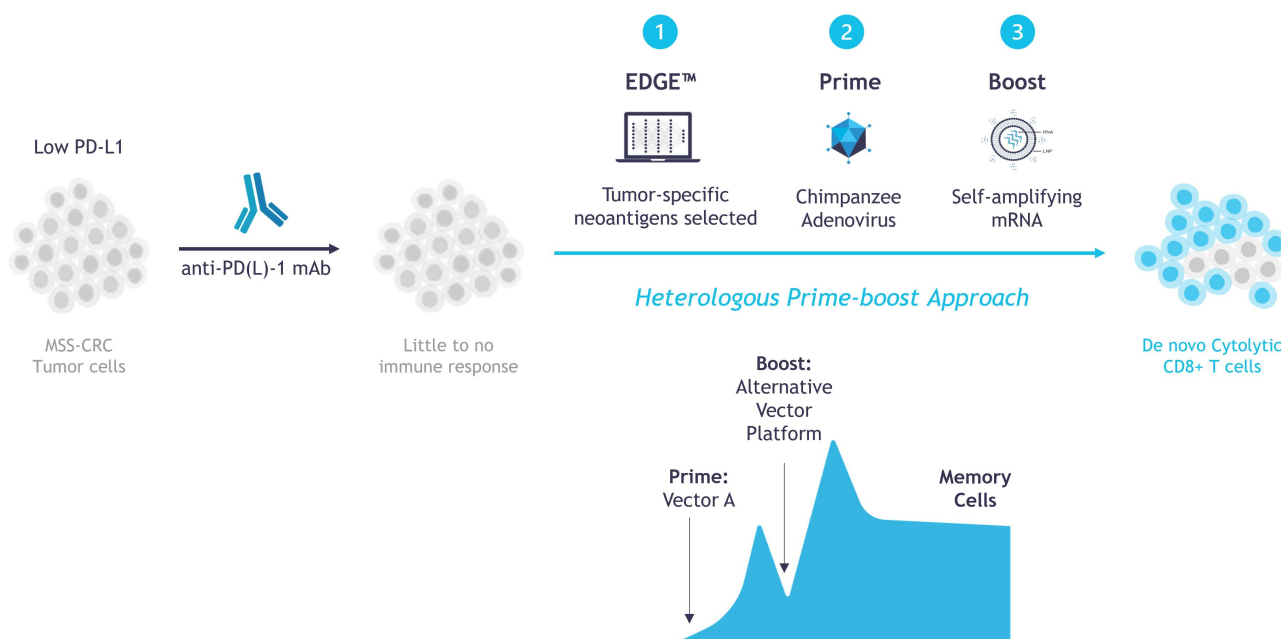 Low PD-L1
anti-PD(L)-1 mAb
MSS-CRC
Tumor cells
Little to no
immune response
1
EDGE™
Tumor-specific
neoantigens selected
2
Prime
Chimpanzee
Adenovirus
3
Boost
RNA
LNP
Self-amplifying
mRNA
Heterologous Prime-boost Approach
De novo Cytolytic
CD8+ T cells
Prime:
Vector A
Boost:
Alternative
Vector
Platform
Memory
Cells